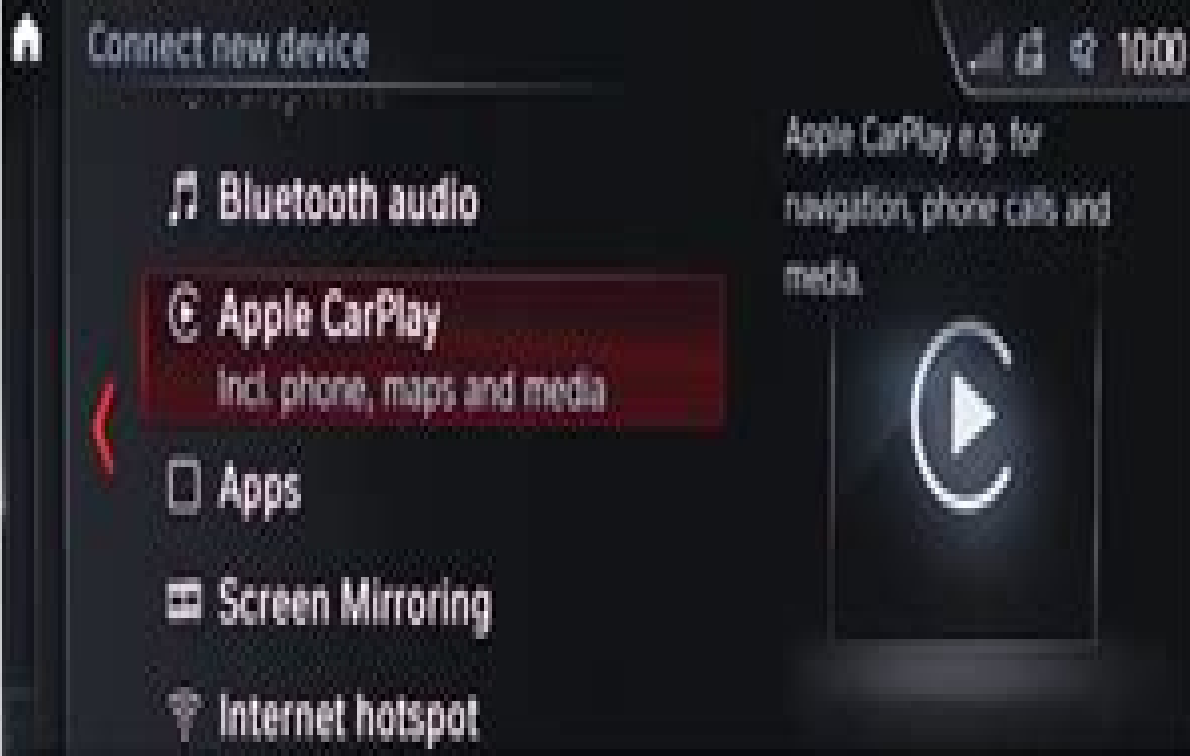 Connect new device
10:00
Bluetooth audio
Apple CarPlay
Incl. phone, maps and media
Apps
Screen Mirroring
Internet hotspot
Apple CarPlay e.g. for
navigation, phone calls and
media.